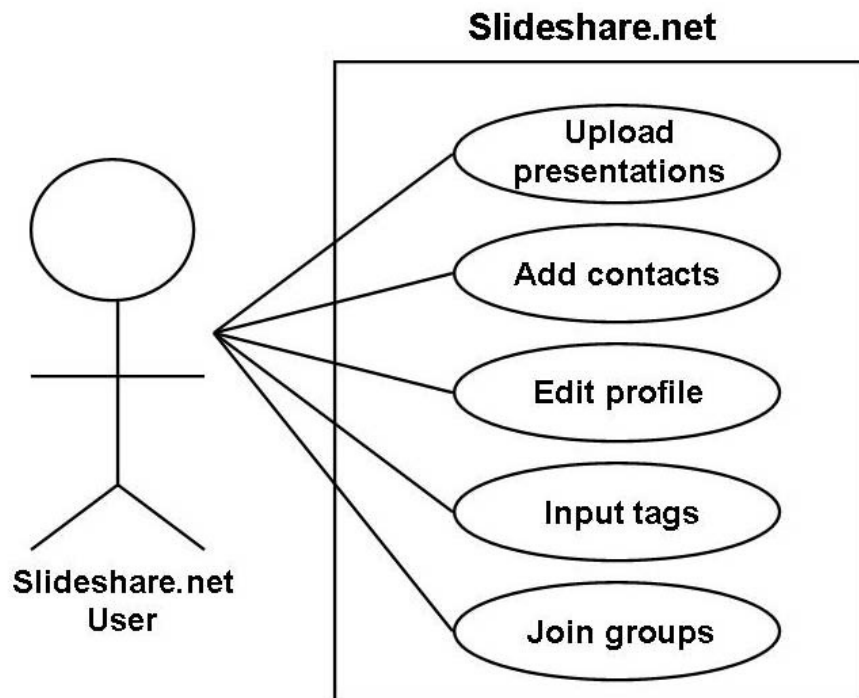 Slideshare.net
Upload
presentations
Add contacts
Edit profile
Input tags
Join groups
Slideshare.net
User